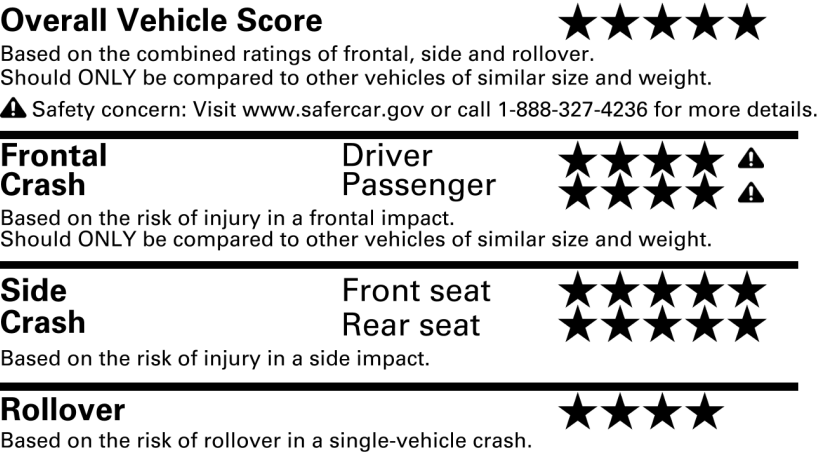 Overall Vehicle Score ★★★★★
Based on the combined ratings of frontal, side and rollover.
Should ONLY be compared to other vehicles of similar size and weight.
⚠ Safety concern: Visit www.safercar.gov or call 1-888-327-4236 for more details.
Frontal Driver ★★★★ ⚠
Crash Passenger ★★★★ ⚠
Based on the risk of injury in a frontal impact.
Should ONLY be compared to other vehicles of similar size and weight.
Side Front seat ★★★★★
Crash Rear seat ★★★★★
Based on the risk of injury in a side impact.
Rollover ★★★★
Based on the risk of rollover in a single-vehicle crash.